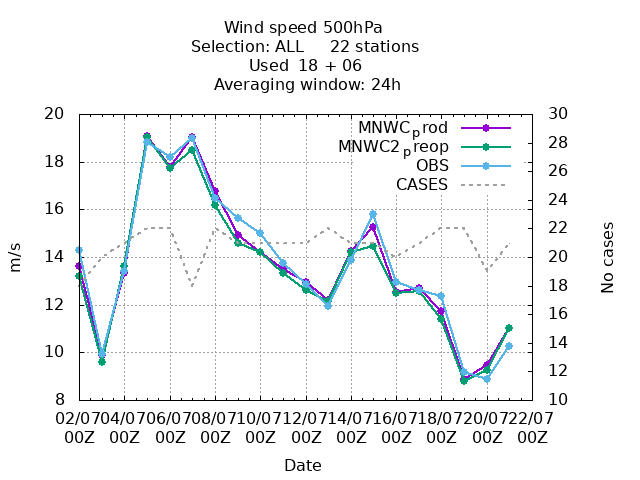 Wind speed 500hPa
Selection: ALL 22 stations
Used 18 + 06
Averaging window: 24h
20
18
16
14
12
10
8
m/s
30
28
26
24
22
20
18
16
14
12
10
No cases
MNWCprod
MNWC2preop
OBS
CASES
02/07 04/07 06/07 08/07 10/07 12/07 14/07 16/07 18/07 20/07 22/07
00Z 00Z 00Z 00Z 00Z 00Z 00Z 00Z 00Z 00Z 00Z
Date